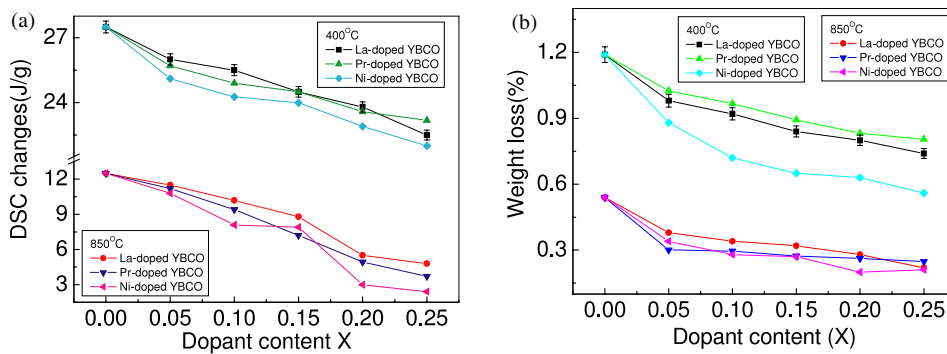 (a)
DSC changes(J/g)
27
24
12
9
6
3
400°C
La-doped YBCO
Pr-doped YBCO
Ni-doped YBCO
850°C
La-doped YBCO
Pr-doped YBCO
Ni-doped YBCO
0.00 0.05 0.10 0.15 0.20 0.25
Dopant content X
(b)
Weight loss(%)
1.2
0.9
0.6
0.3
400°C
La-doped YBCO
Pr-doped YBCO
Ni-doped YBCO
850°C
La-doped YBCO
Pr-doped YBCO
Ni-doped YBCO
0.00 0.05 0.10 0.15 0.20 0.25
Dopant content (X)